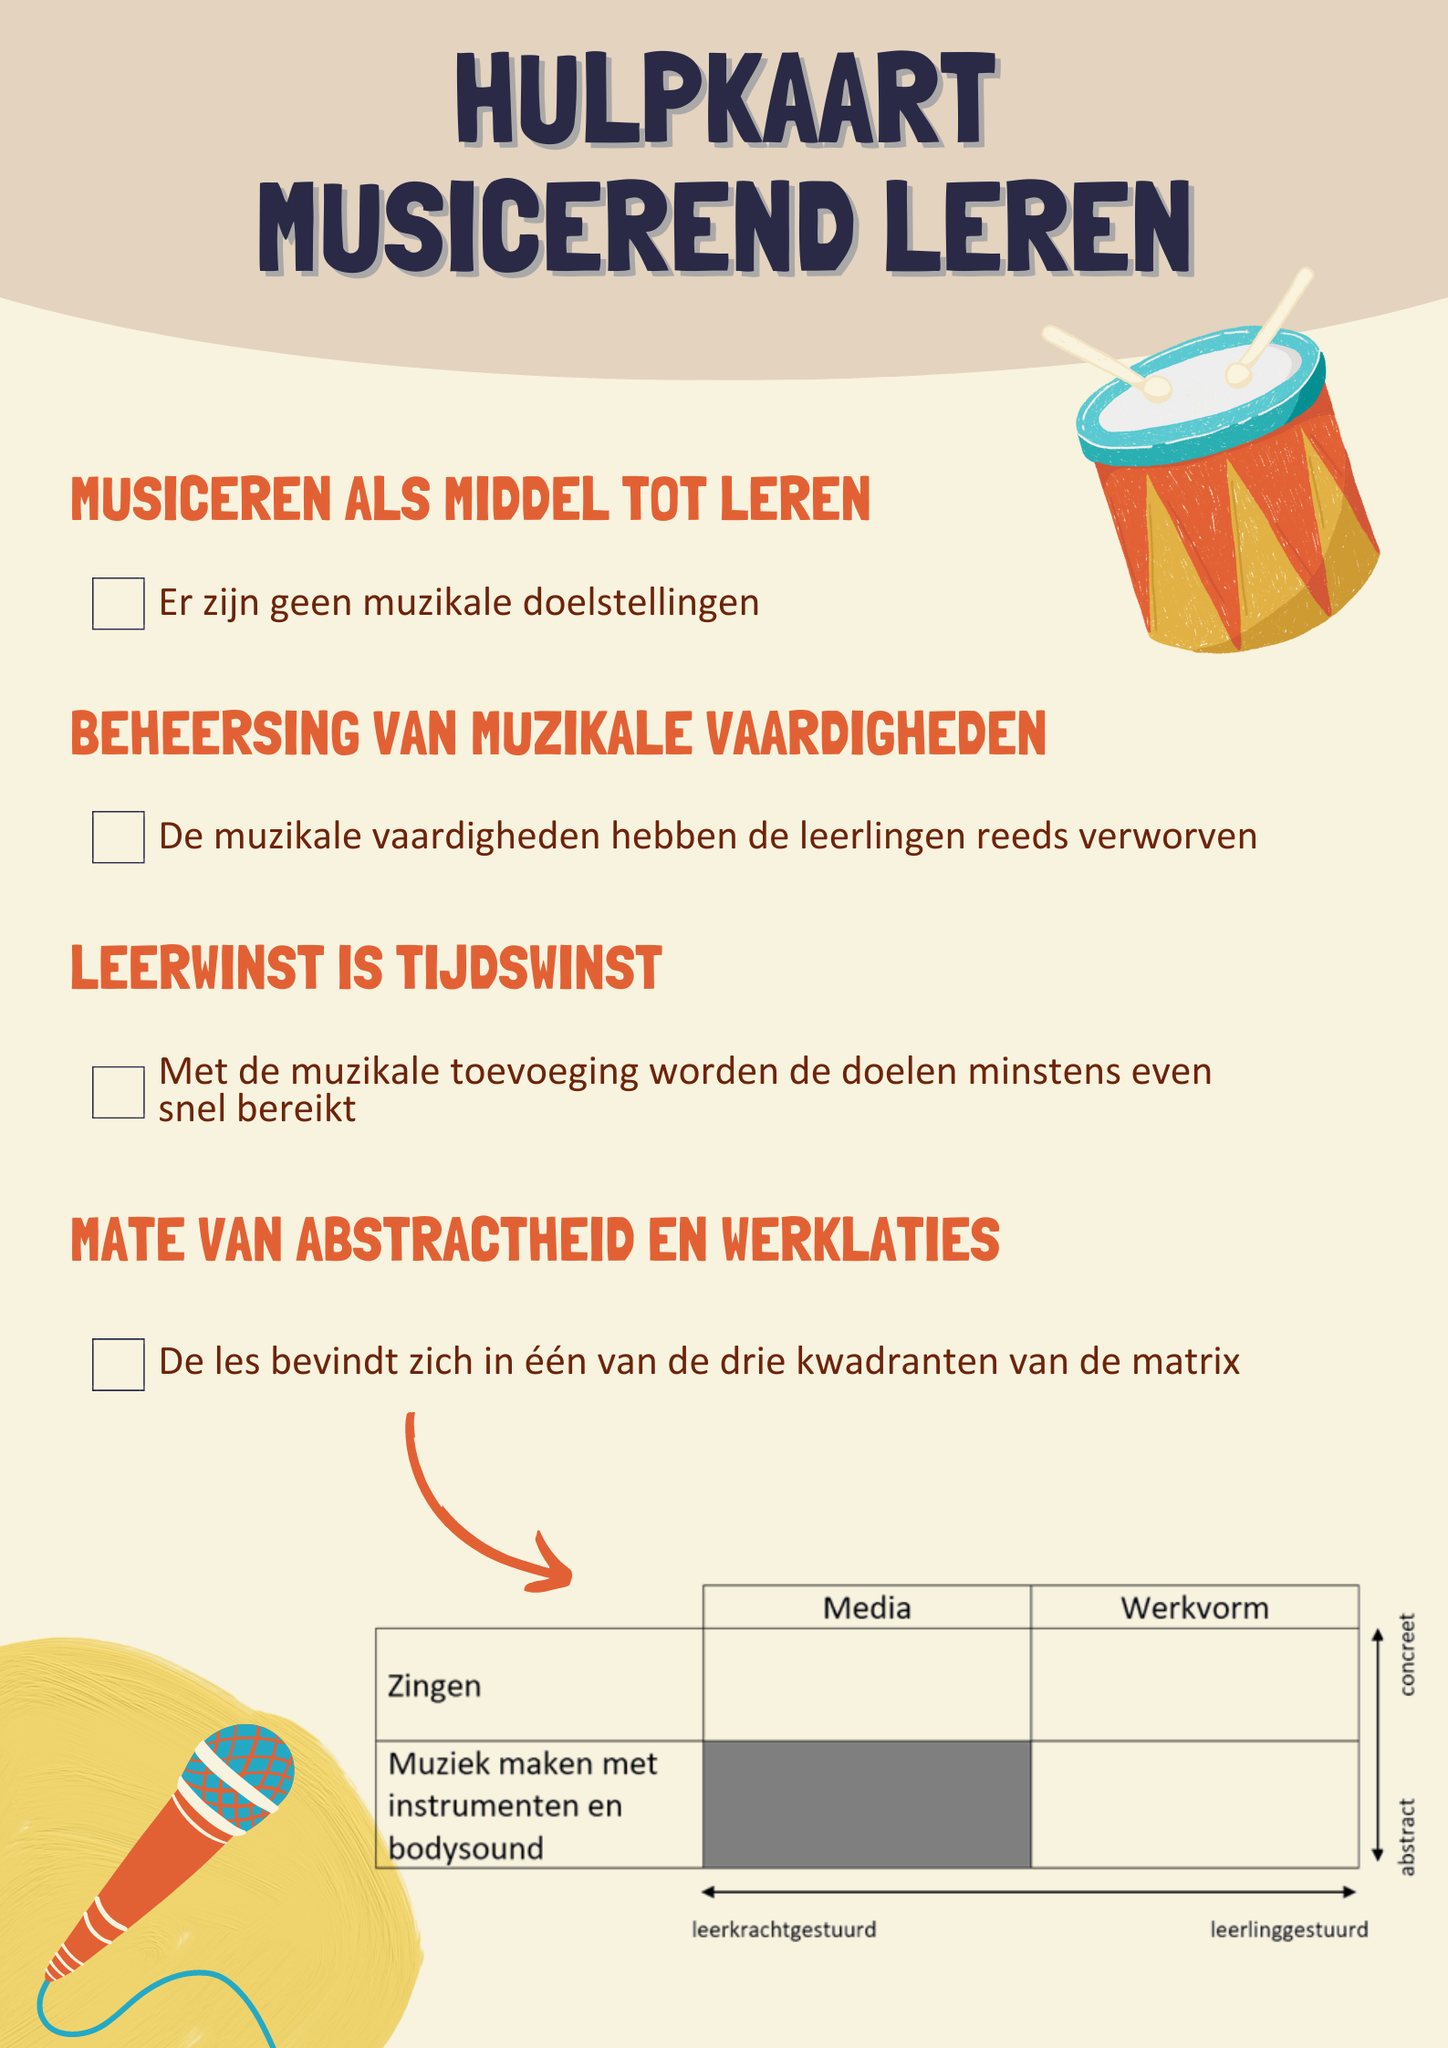 HULPKAART
MUSICEREND LEREN
MUSICEREN ALS MIDDEL TOT LEREN
Er zijn geen muzikale doelstellingen
BEHEERSING VAN MUZIKALE VAARDIGHEDEN
De muzikale vaardigheden hebben de leerlingen reeds verworven
LEERWINST IS TIJDSWINST
Met de muzikale toevoeging worden de doelen minstens even
snel bereikt
MATE VAN ABSTRACTHEID EN WERKLATIES
De les bevindt zich in één van de drie kwadranten van de matrix
Media
Werkvorm
Zingen
Muziek maken met
instrumenten en
bodysound
concreet
abstract
leerkrachtgestuurd
leerlinggestuurd